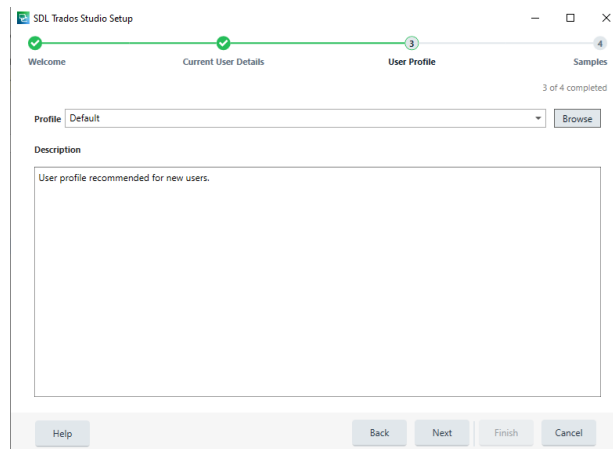 SDL Trados Studio Setup
3
4
Welcome
Current User Details
User Profile
Samples
3 of 4 completed
Profile
Default
Browse
Description
User profile recommended for new users.
Help
Back
Next
Finish
Cancel